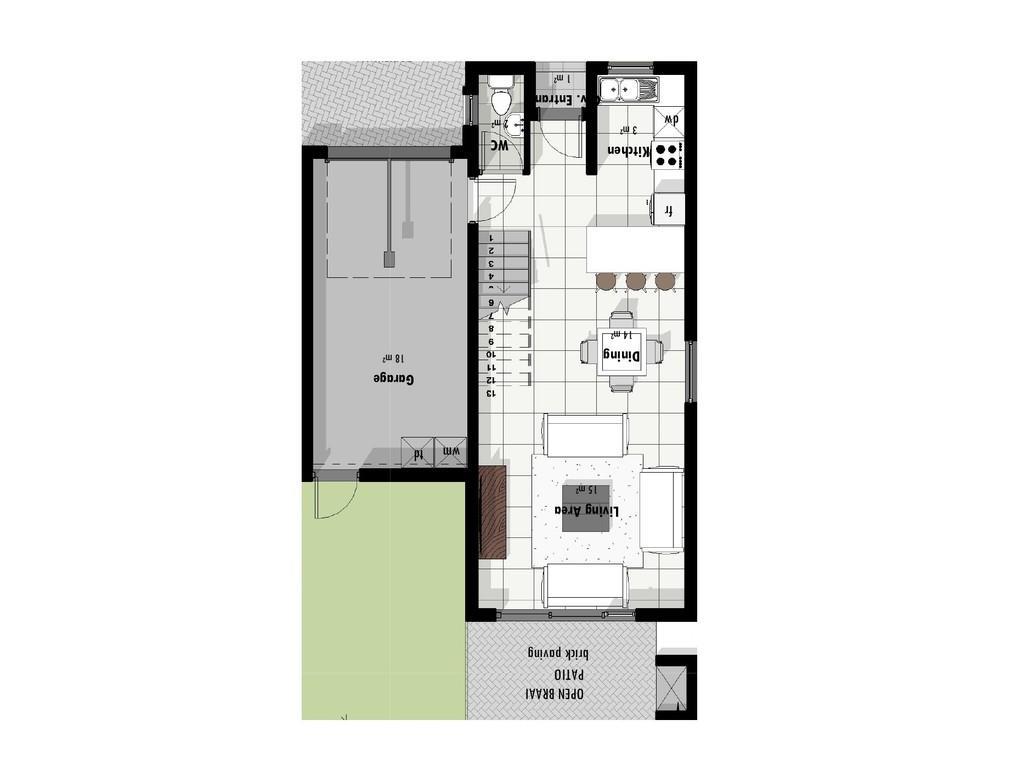 1 m²
Cov. Entran
2 m²
WC
3 m²
Kitchen
dw
fr
1
2
3
4
5
6
7
8
9
10
11
12
13
14 m²
Dining
18 m²
Garage
td
wm
15 m²
Living Area
brick paving
PATIO
OPEN BRAAI